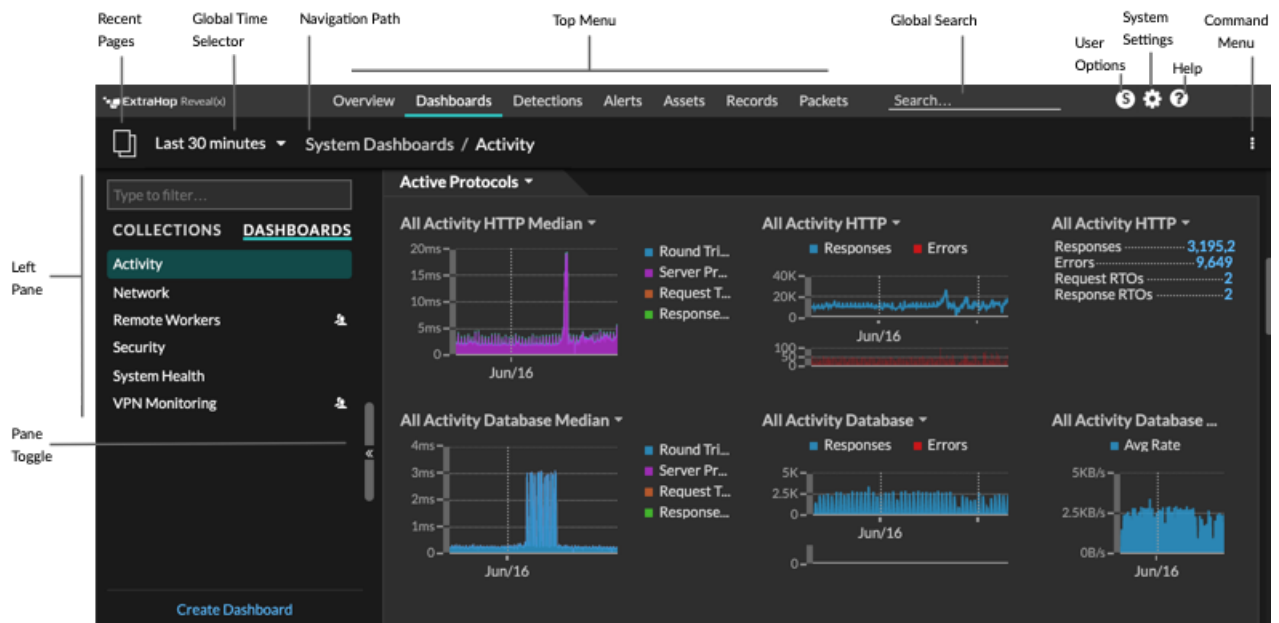 Recent Pages
Global Time Selector
Navigation Path
Top Menu
Global Search
User Options
System Settings
Help
Command Menu
ExtraHop Reveal(x)
Overview Dashboards Detections Alerts Assets Records Packets Search...
S ?
Last 30 minutes System Dashboards / Activity
Left Pane
Pane Toggle
Type to filter...
COLLECTIONS DASHBOARDS
Activity
Network
Remote Workers
Security
System Health
VPN Monitoring
«
Create Dashboard
Active Protocols
All Activity HTTP Median
20ms
15ms
10ms
5ms
0
Jun/16
Round Tri...
Server Pr...
Request T...
Response...
All Activity HTTP
Responses Errors
40K
20K
0
Jun/16
100
50
0
All Activity HTTP
Responses 3,195,2
Errors 9,649
Request RTOs 2
Response RTOs 2
All Activity Database Median
4ms
3ms
2ms
1ms
0
Jun/16
Round Tri...
Server Pr...
Request T...
Response...
All Activity Database
Responses Errors
5K
2.5K
0
Jun/16
0
All Activity Database ...
Avg Rate
5KB/s
2.5KB/s
0B/s
Jun/16